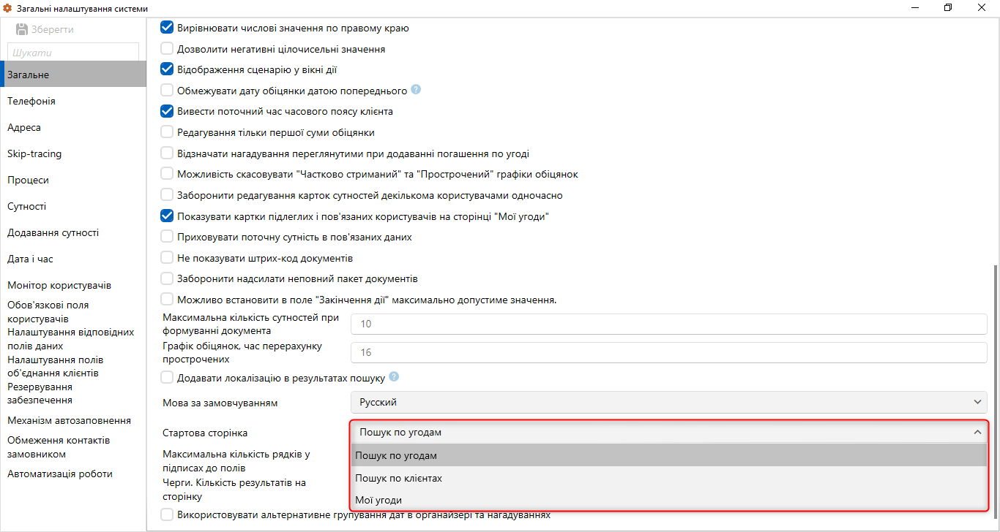 Загальні налаштування системи
Зберегти
Шукати
Загальне
Телефонія
Адреса
Skip-tracing
Процеси
Сутності
Додавання сутності
Дата і час
Монітор користувачів
Обов'язкові поля
користувачів
Налаштування відповідних
полів даних
Налаштування полів
об'єднання клієнтів
Резервування
забезпечення
Механізм автозаповнення
Обмеження контактів
замовником
Автоматизація роботи
Вирівнювати числові значення по правому краю
Дозволити негативні цілочисельні значення
Відображення сценарію у вікні дії
Обмежувати дату обіцянки датою попереднього ?
Вивести поточний час часового поясу клієнта
Редагування тільки першої суми обіцянки
Відзначати нагадування переглянутими при додаванні погашення по угоді
Можливість скасовувати "Частково стриманий" та "Прострочений" графіки обіцянок
Заборонити редагування карток сутностей декількома користувачами одночасно
Показувати картки підлеглих і пов'язаних користувачів на сторінці "Мої угоди"
Приховувати поточну сутність в пов'язаних даних
Не показувати штрих-код документів
Заборонити надсилати неповний пакет документів
Можливо встановити в поле "Закінчення дії" максимально допустиме значення.
Максимальна кількість сутностей при
формуванні документа
10
Графік обіцянок, час перерахунку
прострочених
16
Додавати локалізацію в результатах пошуку ?
Мова за замовчуванням
Русский
Стартова сторінка
Пошук по угодам
Пошук по угодам
Пошук по клієнтах
Мої угоди
Максимальна кількість рядків у
підписах до полів
Черги. Кількість результатів на
сторінку
Використовувати альтернативне групування дат в органайзері та нагадуваннях